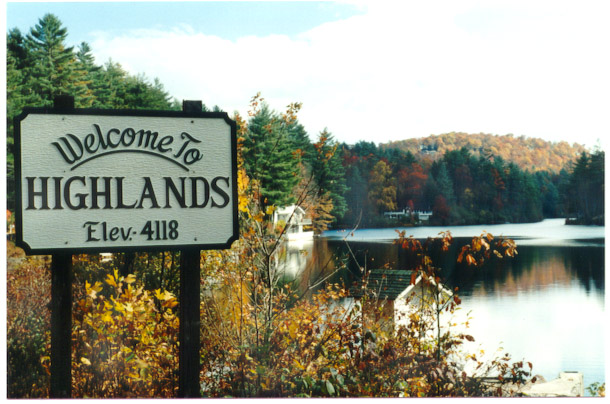 Welcome To
HIGHLANDS
Elev. - 4118